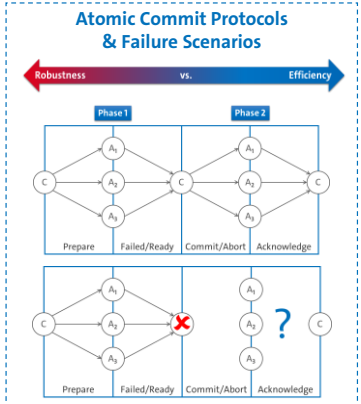 Atomic Commit Protocols
& Failure Scenarios
Robustness vs. Efficiency
Phase 1 Phase 2
A1 A1
C A2 C A2 C
A3 A3
Prepare Failed/Ready Commit/Abort Acknowledge
A1 A1
C A2 A2 ? C
A3 A3
Prepare Failed/Ready Commit/Abort Acknowledge